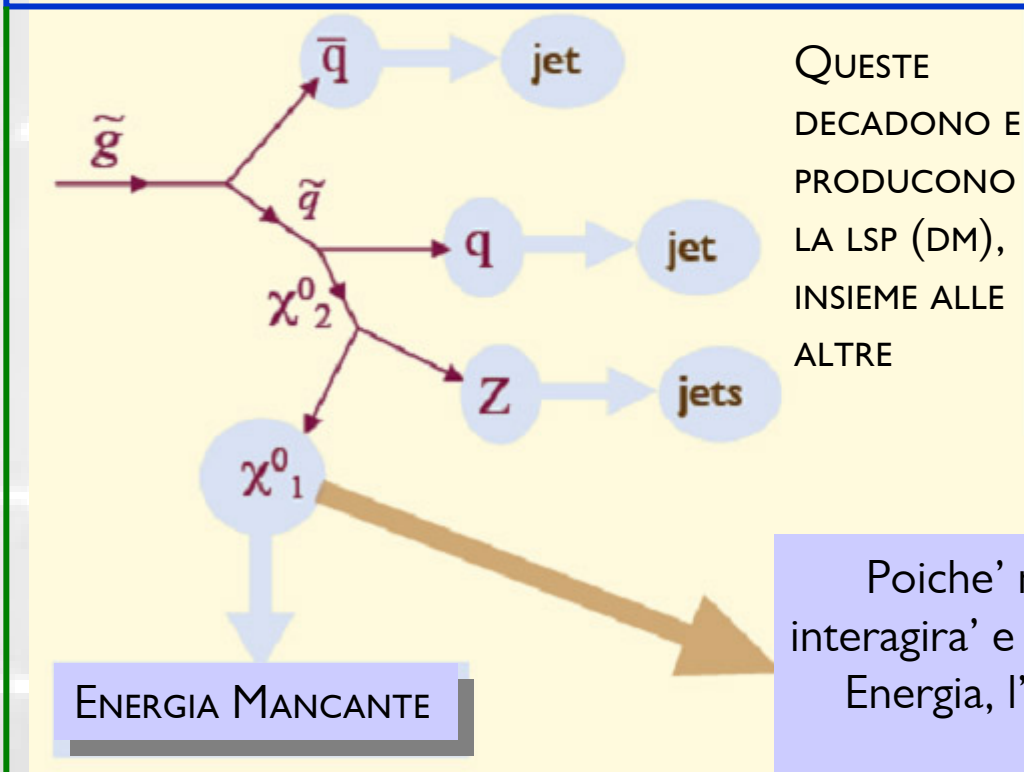 q̅
jet
g̃
q̃
q
jet
χ⁰₂
Z
jets
χ⁰₁
ENERGIA MANCANTE
QUESTE
DECADONO E
PRODUCONO
LA LSP (DM),
INSIEME ALLE
ALTRE
Poiche'
interagira' e
Energia, l'